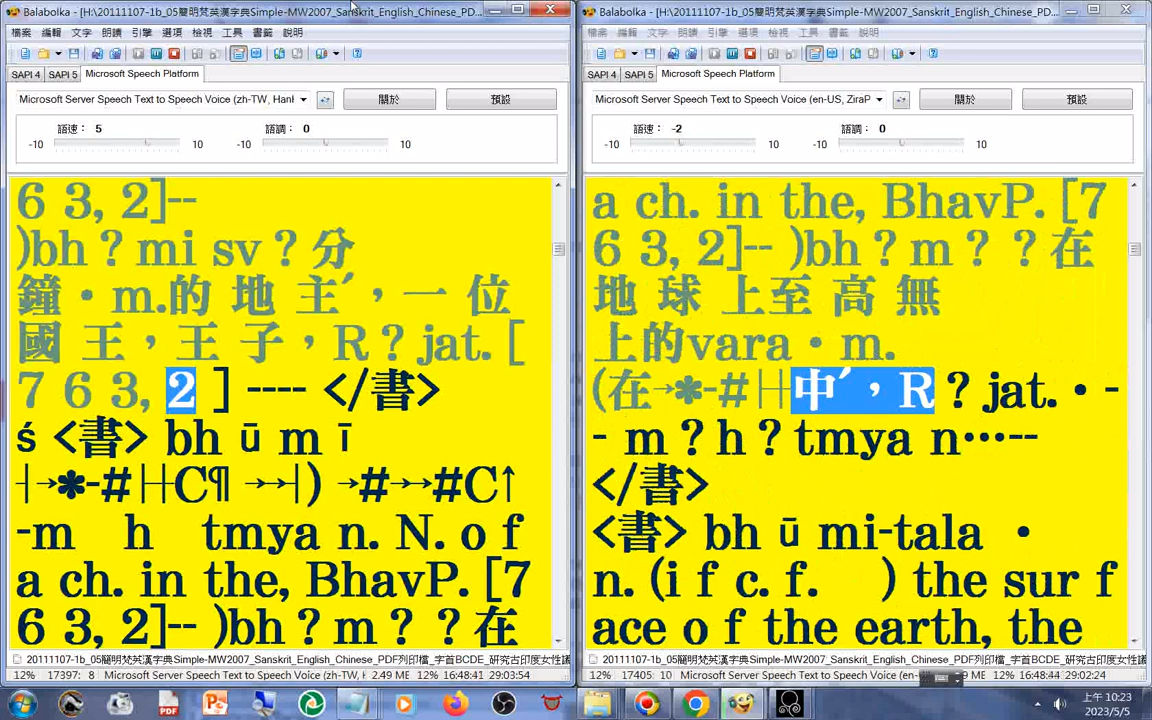 Balabolka - [H:\20111107-1b_05簡明梵英漢字典Simple-MW2007_Sanskrit_English_Chinese_PD...
檔案 編輯 文字 朗讀 引擎 選項 檢視 工具 書籤 說明
SAPI 4 SAPI 5 Microsoft Speech Platform
Microsoft Server Speech Text to Speech Voice (zh-TW, Hanl
關於 預設
語速： 5 語調： 0
-10 10 -10 10
6 3, 2]--
)bh？mi sv？分
鐘‧m.的 地 主ˊ，一 位
國 王，王 子，R？jat. [
7 6 3, 2 ] ---- </書>
ś <書> bh ū m ī
┤→*-#├┼C¶ →→┤) →#→→#C↑
-m h tmya n. N. o f
a ch. in the, BhavP. [7
6 3, 2]-- )bh？m？？在
20111107-1b_05簡明梵英漢字典Simple-MW2007_Sanskrit_English_Chinese_PDF列印檔_字首BCDE_研究古印度女性議
12% 17397: 8 Microsoft Server Speech Text to Speech Voice (zh-TW, H 2.49 MB 12% 16:48:41 29:03:54
Balabolka - [H:\20111107-1b_05簡明梵英漢字典Simple-MW2007_Sanskrit_English_Chinese_PD...
檔案 編輯 文字 朗讀 引擎 選項 檢視 工具 書籤 說明
SAPI 4 SAPI 5 Microsoft Speech Platform
Microsoft Server Speech Text to Speech Voice (en-US, ZiraP
關於 預設
語速： -2 語調： 0
-10 10 -10 10
a ch. in the, BhavP. [7
6 3, 2]-- )bh？m？？在
地 球 上至 高 無
上的vara‧m.
(在→*-#├┼中ˊ，R？jat.‧-
- m？h？tmya n…--
</書>
<書> bh ū mi-tala ‧
n. (i f c. f. ) the sur f
ace o f the earth, the
20111107-1b_05簡明梵英漢字典Simple-MW2007_Sanskrit_English_Chinese_PDF列印檔_字首BCDE_研究古印度女性議
12% 17405: 10 Microsoft Server Speech Text to Speech Voice (en-US 12% 16:48:44 29:02:24
上午 10:23
2023/5/5